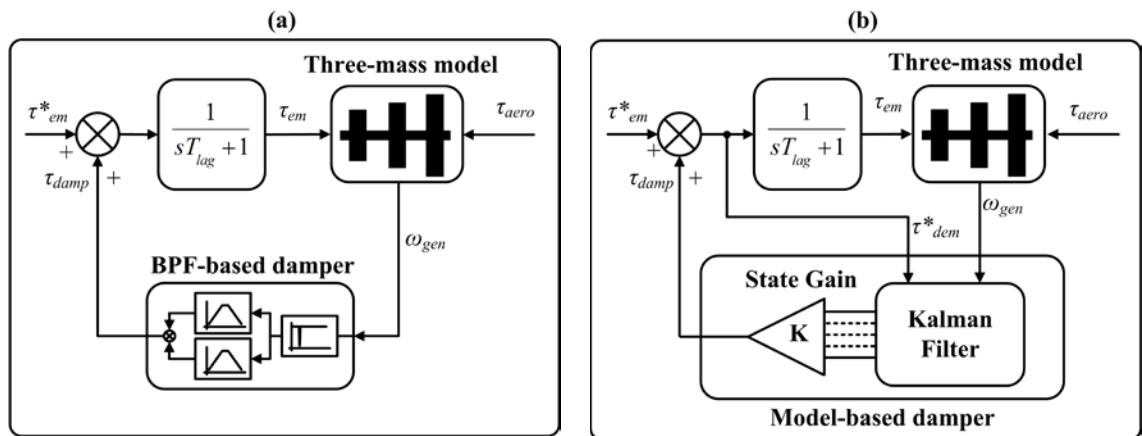 (a)
Three-mass model
τ*em
+
τdamp
+
1
sTlag +1
τem
τaero
ωgen
BPF-based damper
(b)
Three-mass model
τ*em
+
τdamp
+
1
sTlag +1
τem
τaero
ωgen
τ*dem
State Gain
K
Kalman
Filter
Model-based damper